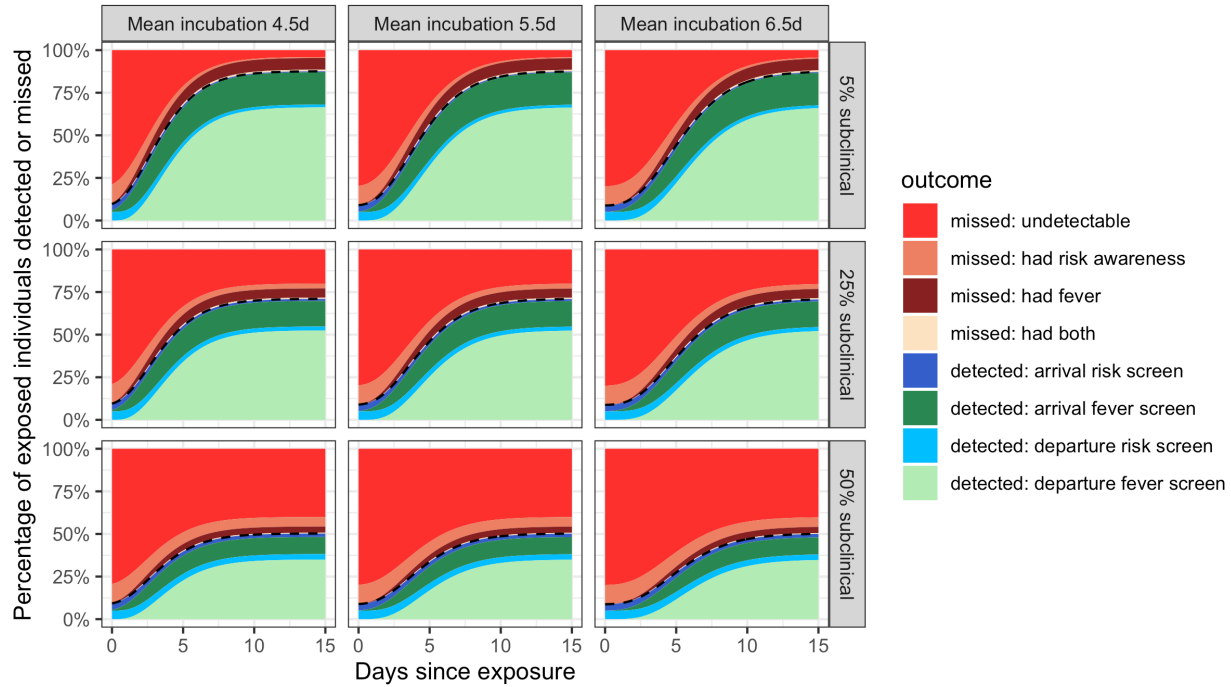 Mean incubation 4.5d
Mean incubation 5.5d
Mean incubation 6.5d
Percentage of exposed individuals detected or missed
100%
75%
50%
25%
0%
5% subclinical
100%
75%
50%
25%
0%
25% subclinical
100%
75%
50%
25%
0%
50% subclinical
0 5 10 15
0 5 10 15
0 5 10 15
Days since exposure
outcome
missed: undetectable
missed: had risk awareness
missed: had fever
missed: had both
detected: arrival risk screen
detected: arrival fever screen
detected: departure risk screen
detected: departure fever screen